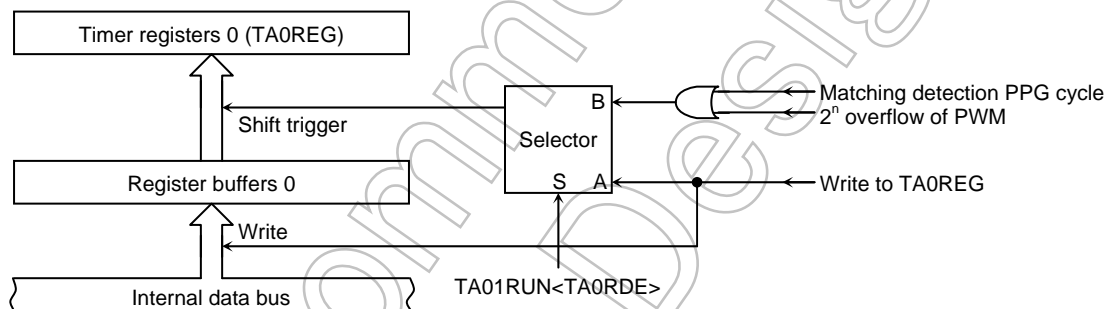 Timer registers 0 (TA0REG)
Shift trigger
B
Matching detection PPG cycle
2^n overflow of PWM
Selector
Register buffers 0
S
A
Write to TA0REG
Write
TA01RUN<TA0RDE>
Internal data bus